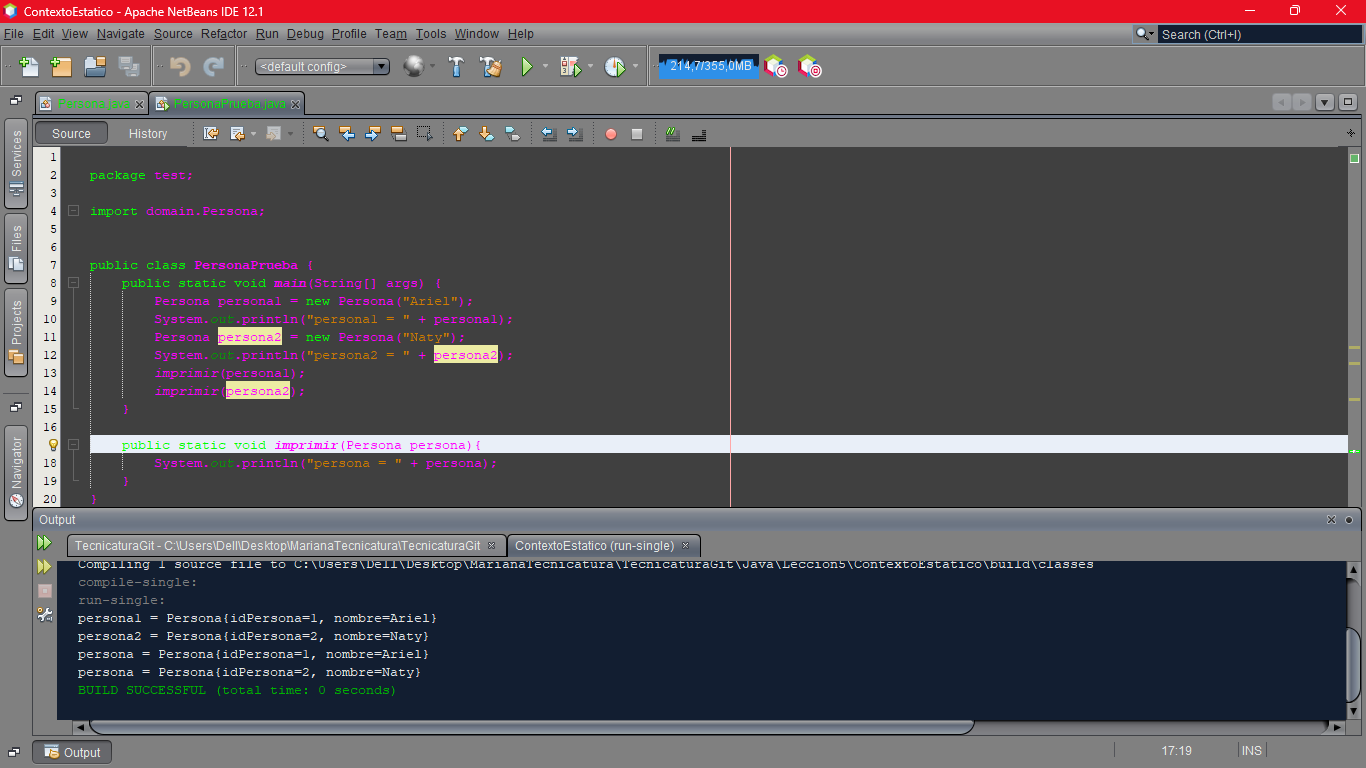 ContextoEstatico - Apache NetBeans IDE 12.1
File Edit View Navigate Source Refactor Run Debug Profile Team Tools Window Help
Search (Ctrl+I)
<default config>
214,7/355,0MB
Persona.java PersonaPrueba.java
Source History
Services
Files
Projects
Navigator
1
2 package test;
3
4 import domain.Persona;
5
6
7 public class PersonaPrueba {
8 public static void main(String[] args) {
9 Persona persona1 = new Persona("Ariel");
10 System.out.println("persona1 = " + persona1);
11 Persona persona2 = new Persona("Naty");
12 System.out.println("persona2 = " + persona2);
13 imprimir(persona1);
14 imprimir(persona2);
15 }
16
public static void imprimir(Persona persona){
18 System.out.println("persona = " + persona);
19 }
20 }
Output
TecnicaturaGit - C:\Users\Dell\Desktop\MarianaTecnicatura\TecnicaturaGit ContextoEstatico (run-single)
Compiling 1 source file to C:\Users\Dell\Desktop\MarianaTecnicatura\TecnicaturaGit\Java\Leccion5\ContextoEstatico\build\classes
compile-single:
run-single:
persona1 = Persona{idPersona=1, nombre=Ariel}
persona2 = Persona{idPersona=2, nombre=Naty}
persona = Persona{idPersona=1, nombre=Ariel}
persona = Persona{idPersona=2, nombre=Naty}
BUILD SUCCESSFUL (total time: 0 seconds)
Output
17:19 INS